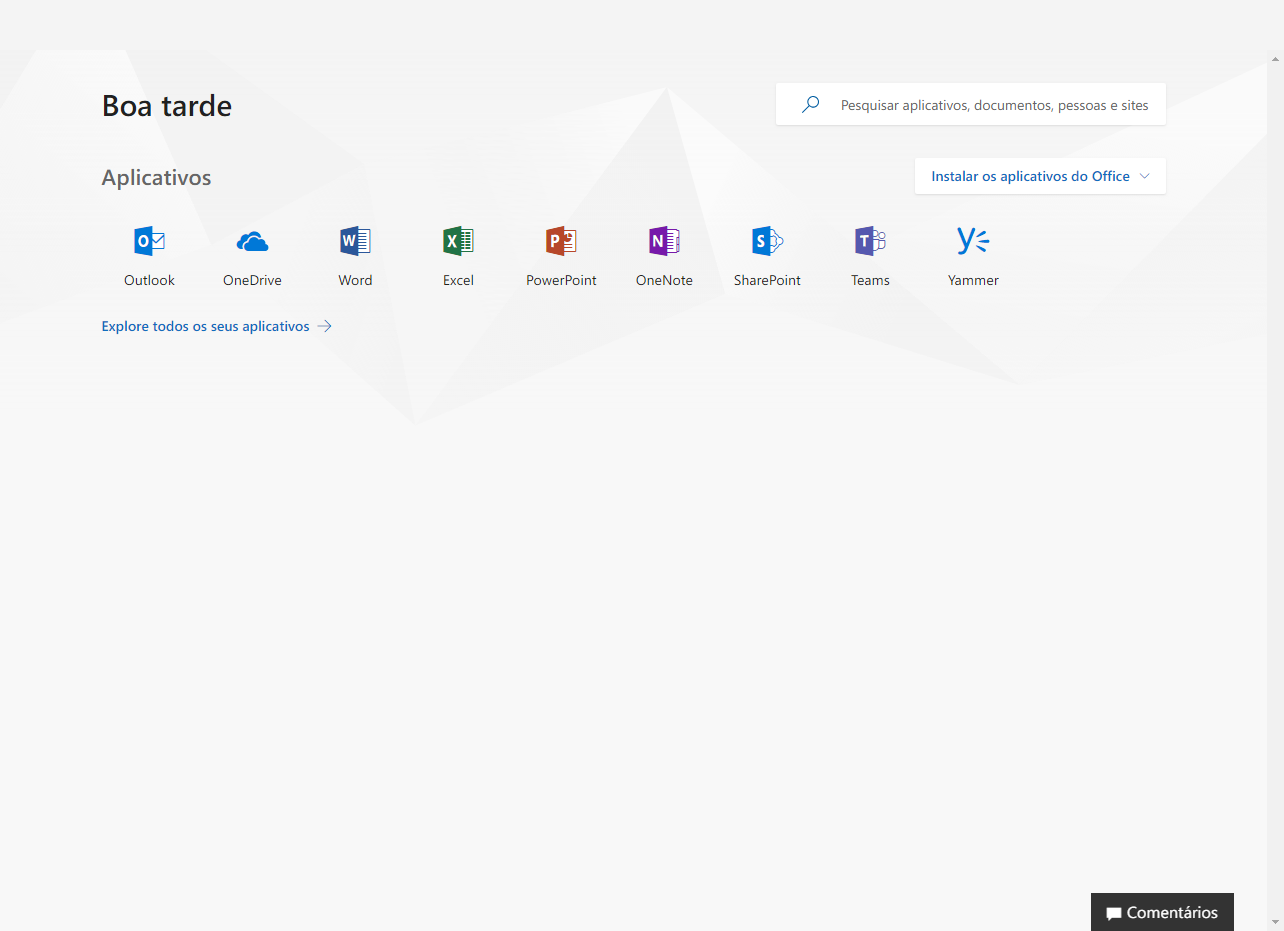 Boa tarde
Pesquisar aplicativos, documentos, pessoas e sites
Aplicativos
Instalar os aplicativos do Office
Outlook
OneDrive
Word
Excel
PowerPoint
OneNote
SharePoint
Teams
Yammer
Explore todos os seus aplicativos
Comentários